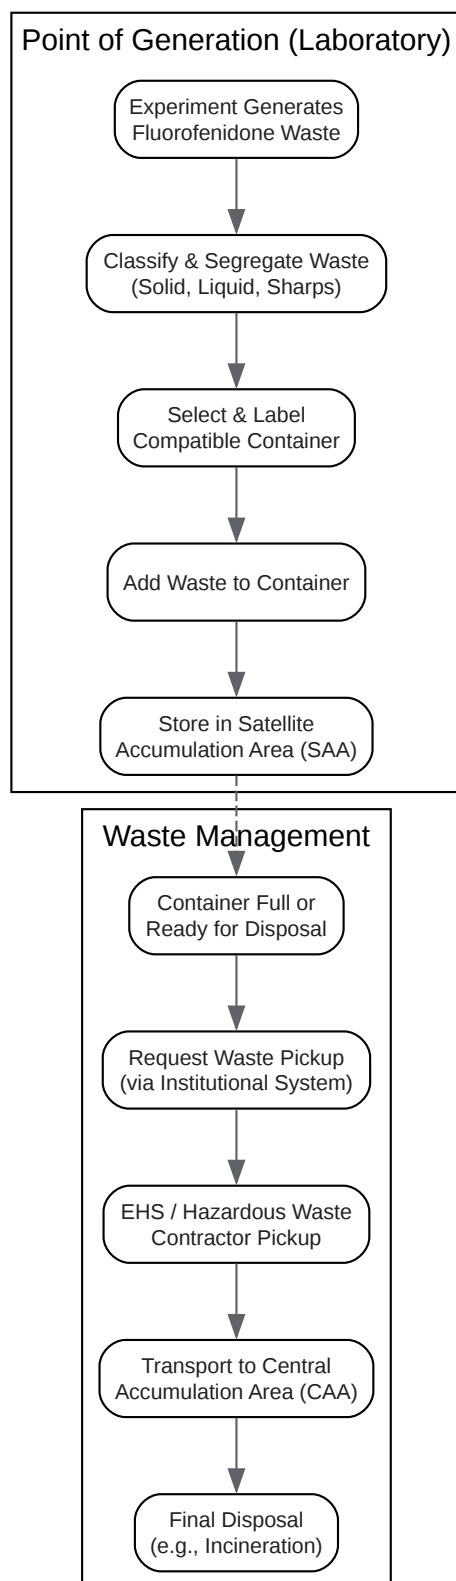 Point of Generation (Laboratory)
Experiment Generates
Fluorofenidone Waste
Classify & Segregate Waste
(Solid, Liquid, Sharps)
Select & Label
Compatible Container
Add Waste to Container
Store in Satellite
Accumulation Area (SAA)
Waste Management
Container Full or
Ready for Disposal
Request Waste Pickup
(via Institutional System)
EHS / Hazardous Waste
Contractor Pickup
Transport to Central
Accumulation Area (CAA)
Final Disposal
(e.g., Incineration)